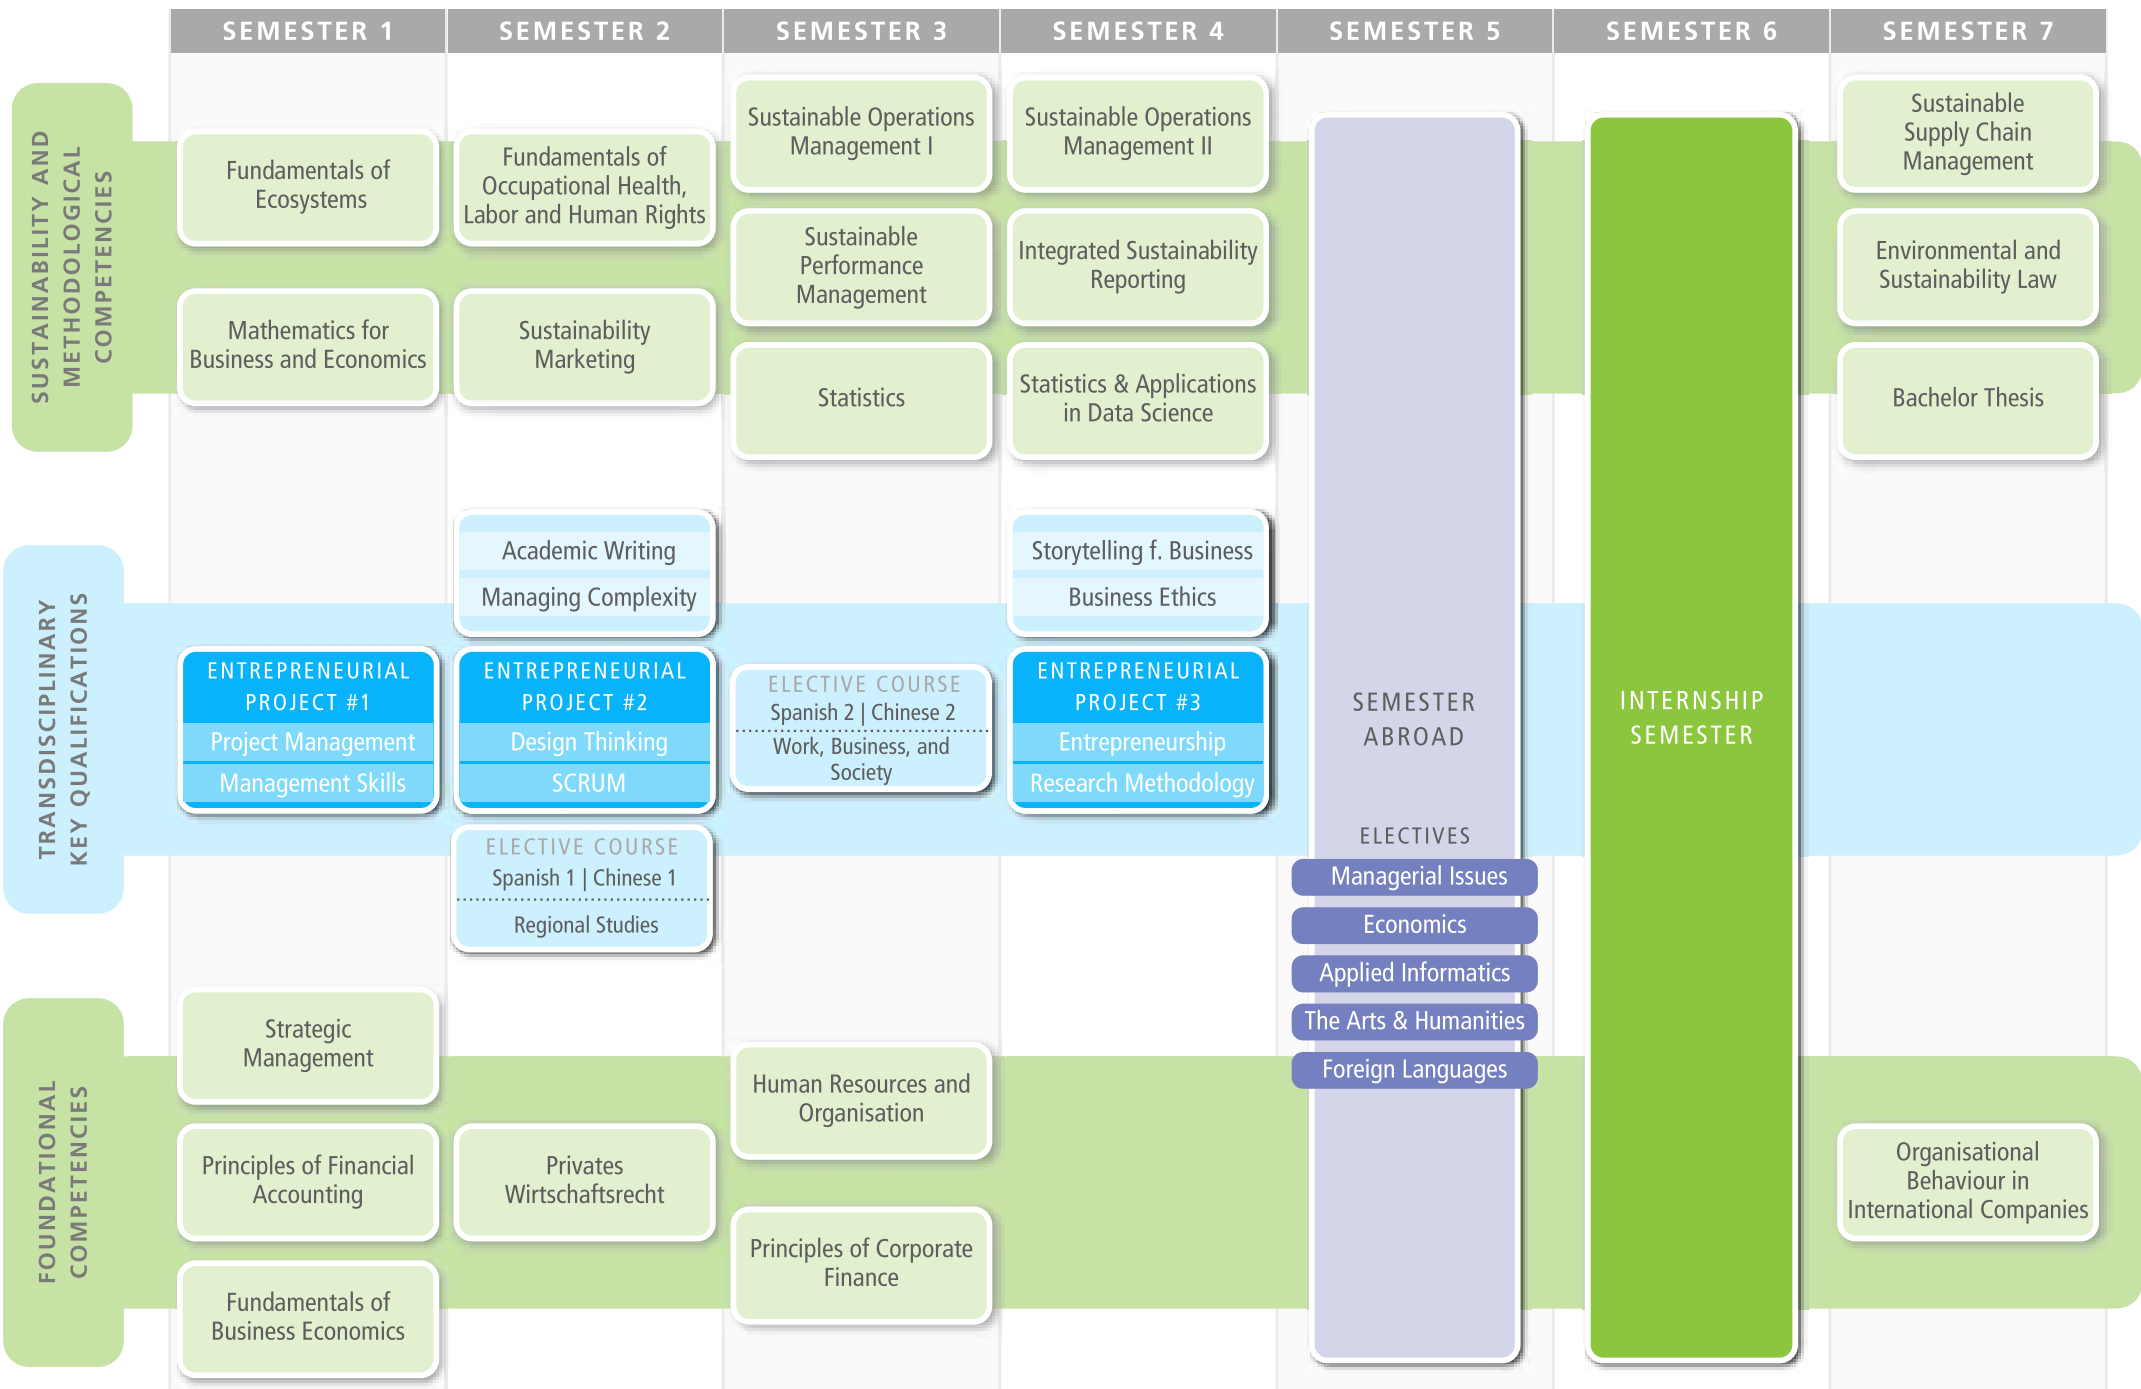 SEMESTER 1
SEMESTER 2
SEMESTER 3
SEMESTER 4
SEMESTER 5
SEMESTER 6
SEMESTER 7
SUSTAINABILITY AND
METHODOLOGICAL
COMPETENCIES
Fundamentals of
Ecosystems
Mathematics for
Business and Economics
Fundamentals of
Occupational Health,
Labor and Human Rights
Sustainability
Marketing
Sustainable Operations
Management I
Sustainable
Performance
Management
Statistics
Sustainable Operations
Management II
Integrated Sustainability
Reporting
Statistics & Applications
in Data Science
Sustainable
Supply Chain
Management
Environmental and
Sustainability Law
Bachelor Thesis
TRANSDISCIPLINARY
KEY QUALIFICATIONS
ENTREPRENEURIAL
PROJECT #1
Project Management
Management Skills
Academic Writing
Managing Complexity
ENTREPRENEURIAL
PROJECT #2
Design Thinking
SCRUM
ELECTIVE COURSE
Spanish 1 | Chinese 1
Regional Studies
ELECTIVE COURSE
Spanish 2 | Chinese 2
Work, Business, and
Society
Storytelling f. Business
Business Ethics
ENTREPRENEURIAL
PROJECT #3
Entrepreneurship
Research Methodology
SEMESTER
ABROAD
ELECTIVES
Managerial Issues
Economics
Applied Informatics
The Arts & Humanities
Foreign Languages
INTERNSHIP
SEMESTER
FOUNDATIONAL
COMPETENCIES
Strategic
Management
Principles of Financial
Accounting
Fundamentals of
Business Economics
Privates
Wirtschaftsrecht
Human Resources and
Organisation
Principles of Corporate
Finance
Organisational
Behaviour in
International Companies